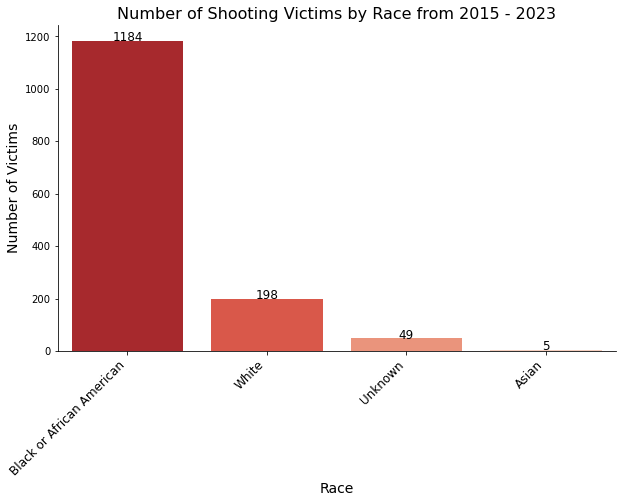 Number of Shooting Victims by Race from 2015 - 2023
Number of Victims
1200
1000
800
600
400
200
0
1184
198
49
5
Black or African American
White
Unknown
Asian
Race